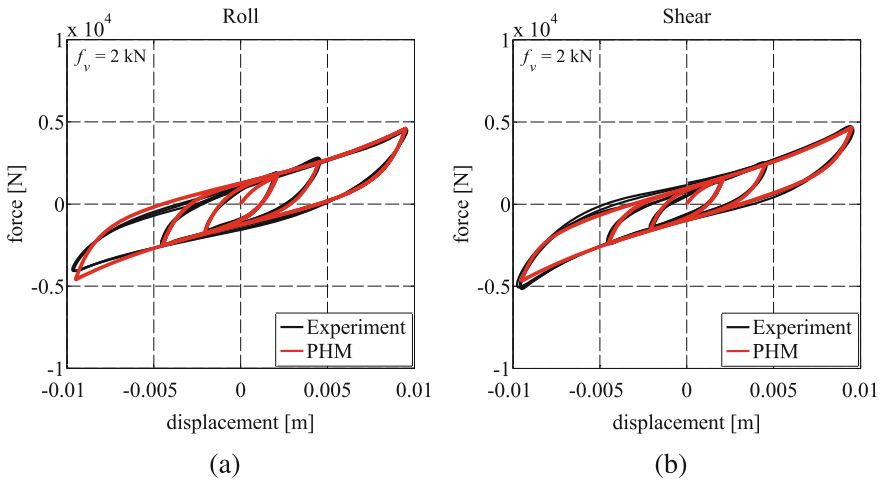 Roll
1 x 10^4
f_v = 2 kN
0.5
0
-0.5
-1
-0.01
-0.005
0
0.005
0.01
force [N]
displacement [m]
Experiment
PHM
(a)
Shear
1 x 10^4
f_v = 2 kN
0.5
0
-0.5
-1
-0.01
-0.005
0
0.005
0.01
force [N]
displacement [m]
Experiment
PHM
(b)